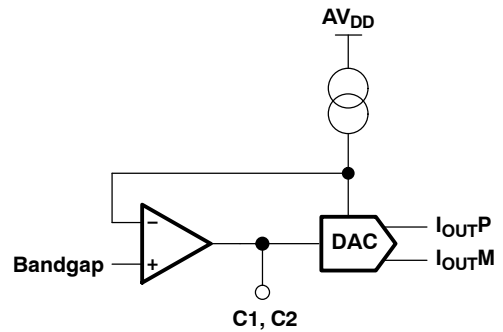 AVDD
−
+
Bandgap
DAC
IOUTP
IOUTM
C1, C2